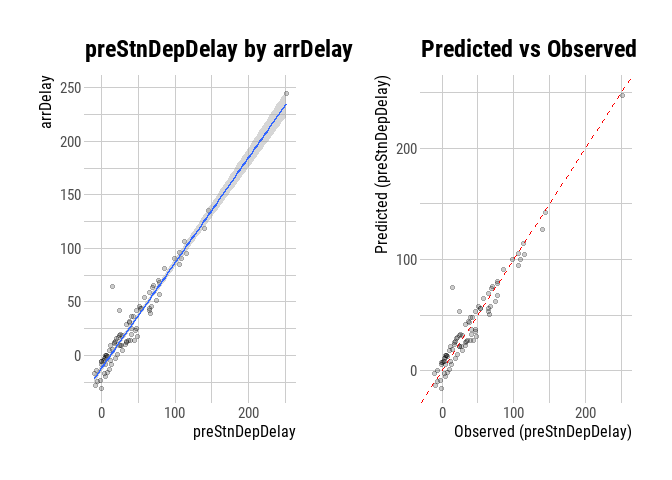 preStnDepDelay by arrDelay
arrDelay
250
200
150
100
50
0
0
100
200
preStnDepDelay
Predicted vs Observed
Predicted (preStnDepDelay)
200
100
0
0
100
200
Observed (preStnDepDelay)